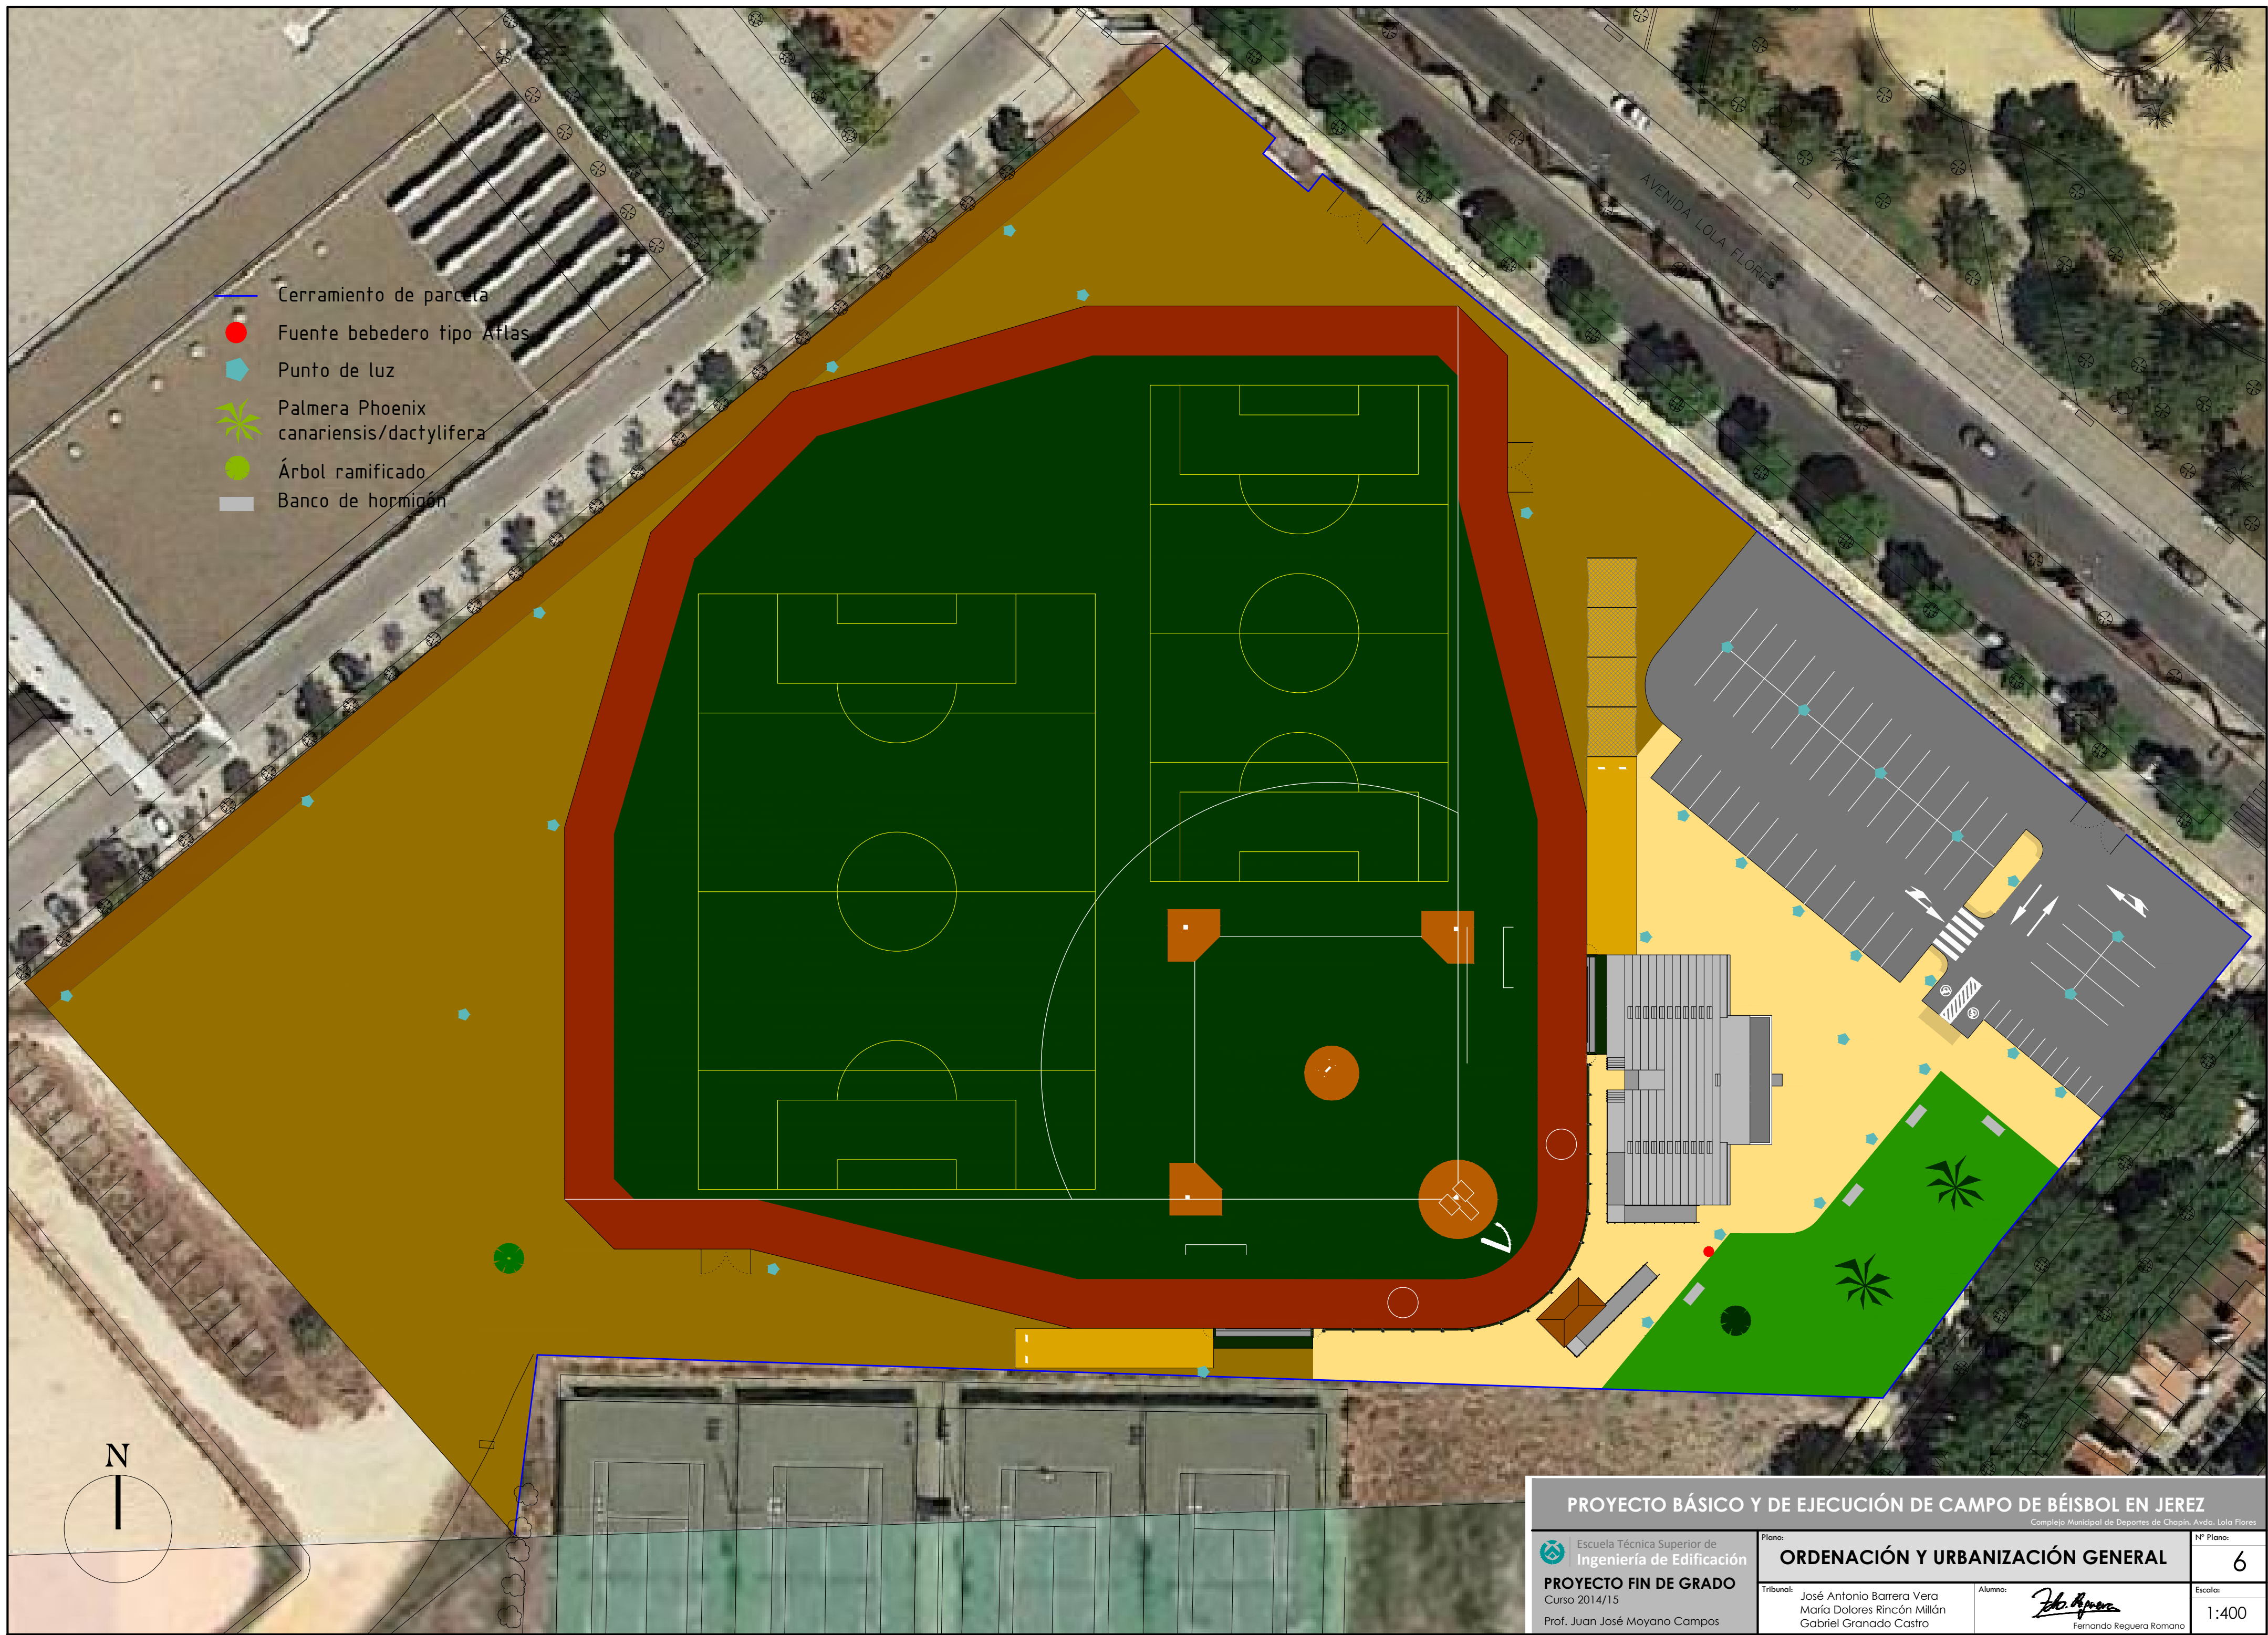 AVENIDA LOLA FLORES
Cerramiento de parcela
Fuente bebedero tipo Atlas
Punto de luz
Palmera Phoenix
canariensis/dactylifera
Árbol ramificado
Banco de hormigón
N
PROYECTO BÁSICO Y DE EJECUCIÓN DE CAMPO DE BÉISBOL EN JEREZ
Complejo Municipal de Deportes de Chapín. Avda. Lola Flores
Escuela Técnica Superior de
Ingeniería de Edificación
PROYECTO FIN DE GRADO
Curso 2014/15
Prof. Juan José Moyano Campos
Plano:
ORDENACIÓN Y URBANIZACIÓN GENERAL
Nº Plano:
6
Tribunal:
José Antonio Barrera Vera
María Dolores Rincón Millán
Gabriel Granado Castro
Alumno:
Fdo. Reguera
Fernando Reguera Romano
Escala:
1:400